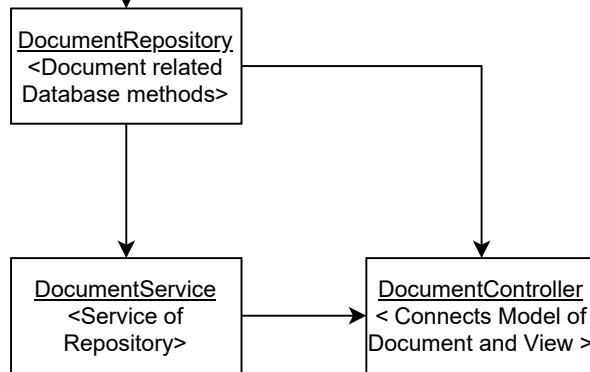 DocumentRepository
<Document related
Database methods>
DocumentService
<Service of
Repository>
DocumentController
< Connects Model of
Document and View >